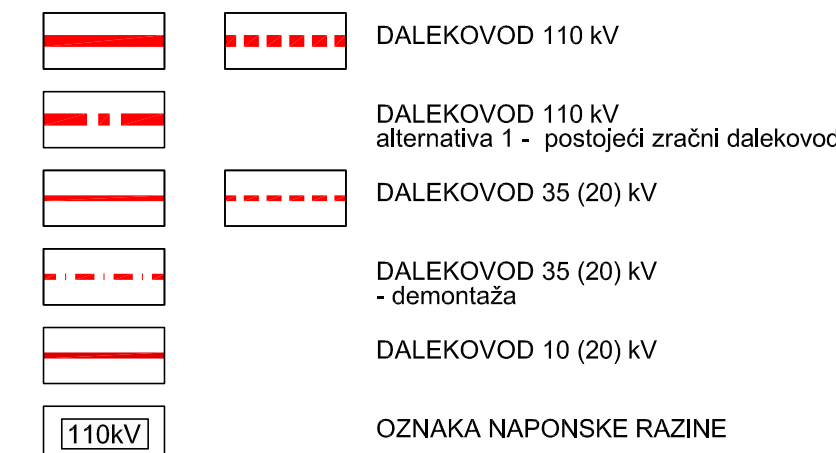 DALEKOVOD 110 kV
DALEKOVOD 110 kV
alternativa 1 - postojeći zračni dalekovod
DALEKOVOD 35 (20) kV
DALEKOVOD 35 (20) kV
- demontaža
DALEKOVOD 10 (20) kV
110kV OZNAKA NAPONSKE RAZINE